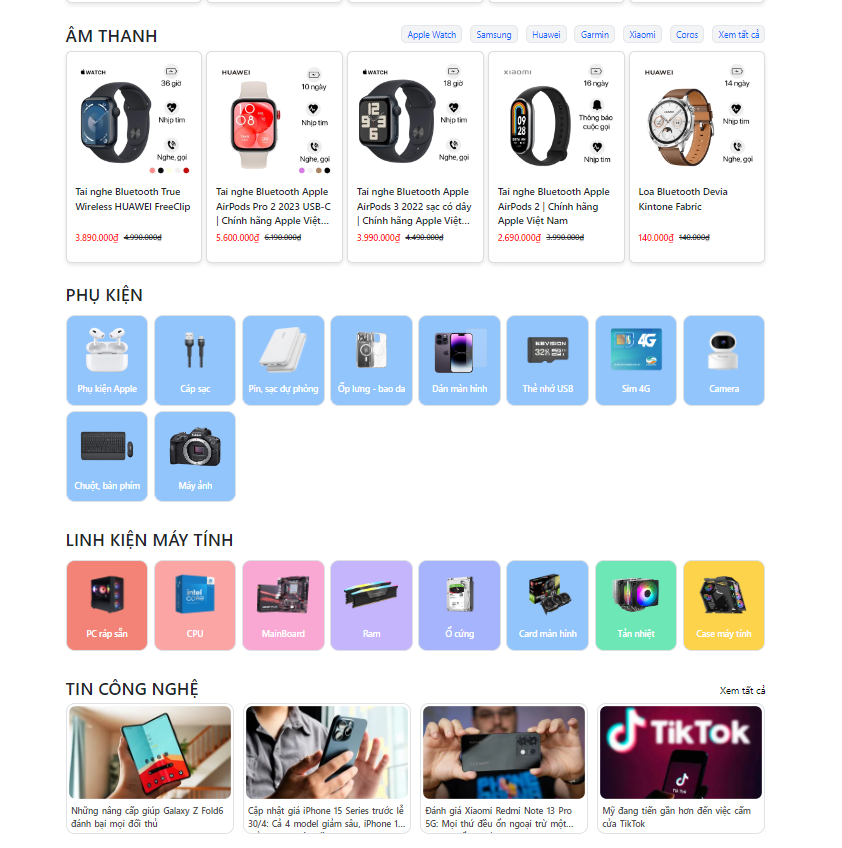 ÂM THANH
Apple Watch Samsung Huawei Garmin Xiaomi Coros Xem tất cả
WATCH
36 giờ
Nhịp tim
Nghe, gọi
HUAWEI
10 ngày
Nhịp tim
Nghe, gọi
WATCH
18 giờ
Nhịp tim
Nghe, gọi
xiaomi
16 ngày
Thông báo
cuộc gọi
Nhịp tim
HUAWEI
14 ngày
Nhịp tim
Nghe, gọi
Tai nghe Bluetooth True
Wireless HUAWEI FreeClip
3.890.000₫ 4.990.000₫
Tai nghe Bluetooth Apple
AirPods Pro 2 2023 USB-C
| Chính hãng Apple Việt...
5.600.000₫ 6.190.000₫
Tai nghe Bluetooth Apple
AirPods 3 2022 sạc có dây
| Chính hãng Apple Việt...
3.990.000₫ 4.490.000₫
Tai nghe Bluetooth Apple
AirPods 2 | Chính hãng
Apple Việt Nam
2.690.000₫ 3.990.000₫
Loa Bluetooth Devia
Kintone Fabric
140.000₫ 140.000₫
PHỤ KIỆN
32
4G
Phụ kiện Apple
Cáp sạc
Pin, sạc dự phòng
Ốp lưng - bao da
Dán màn hình
Thẻ nhớ USB
Sim 4G
Camera
Chuột, bàn phím
Máy ảnh
LINH KIỆN MÁY TÍNH
intel
PC ráp sẵn
CPU
MainBoard
Ram
Ổ cứng
Card màn hình
Tản nhiệt
Case máy tính
TIN CÔNG NGHỆ
Xem tất cả
TikTok
Những nâng cấp giúp Galaxy Z Fold6
đánh bại mọi đối thủ
Cập nhật giá iPhone 15 Series trước lễ
30/4: Cả 4 model giảm sâu, iPhone 1...
Đánh giá Xiaomi Redmi Note 13 Pro
5G: Mọi thứ đều ổn ngoại trừ một...
Mỹ đang tiến gần hơn đến việc cấm
cửa TikTok